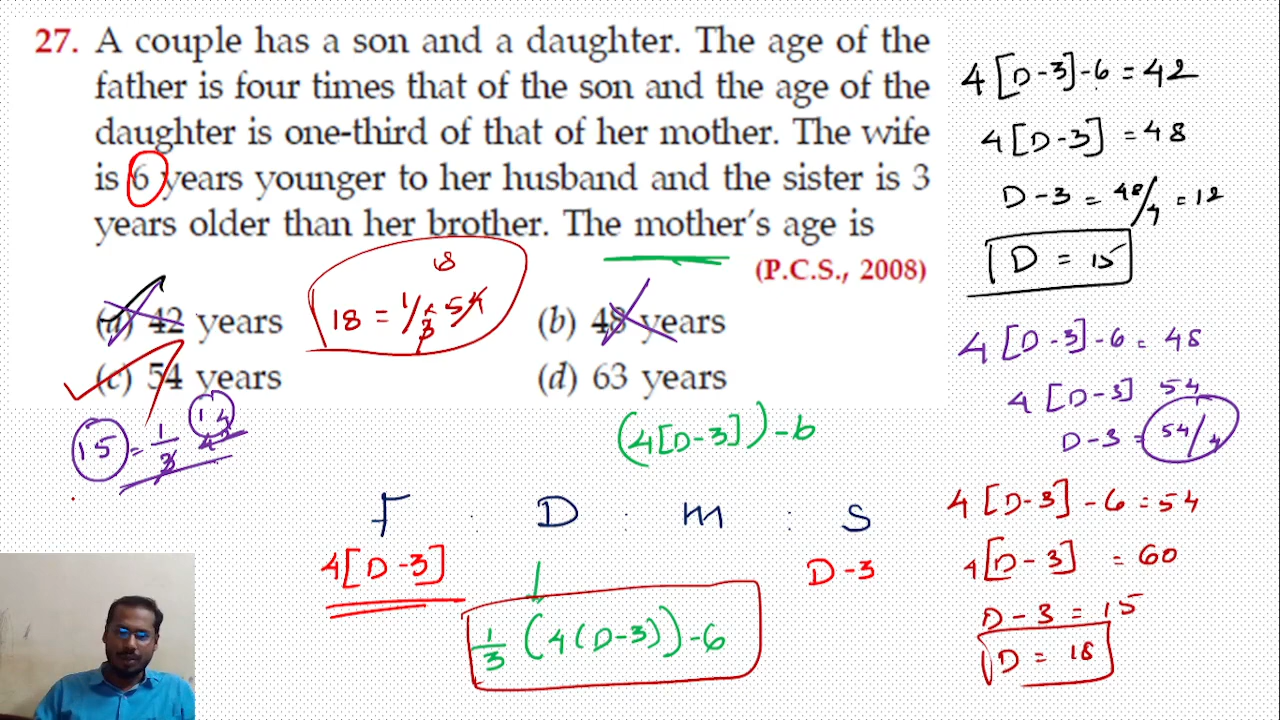 27. A couple has a son and a daughter. The age of the
father is four times that of the son and the age of the
daughter is one-third of that of her mother. The wife
is 6 years younger to her husband and the sister is 3
years older than her brother. The mother's age is
(P.C.S., 2008)
(a) 42 years
(b) 48 years
(c) 54 years
(d) 63 years
18
18 = 1/3 × 54
14
15 = 1/3 42
(4[D-3])-6
F : D : m : S
4[D-3]
D-3
1/3 (4(D-3))-6
4[D-3]-6 = 42
4[D-3] = 48
D-3 = 48/4 = 12
D = 15
4[D-3]-6 = 48
4[D-3] 54
D-3 = 54/4
4[D-3]-6 = 54
4[D-3] = 60
D-3 = 15
D = 18